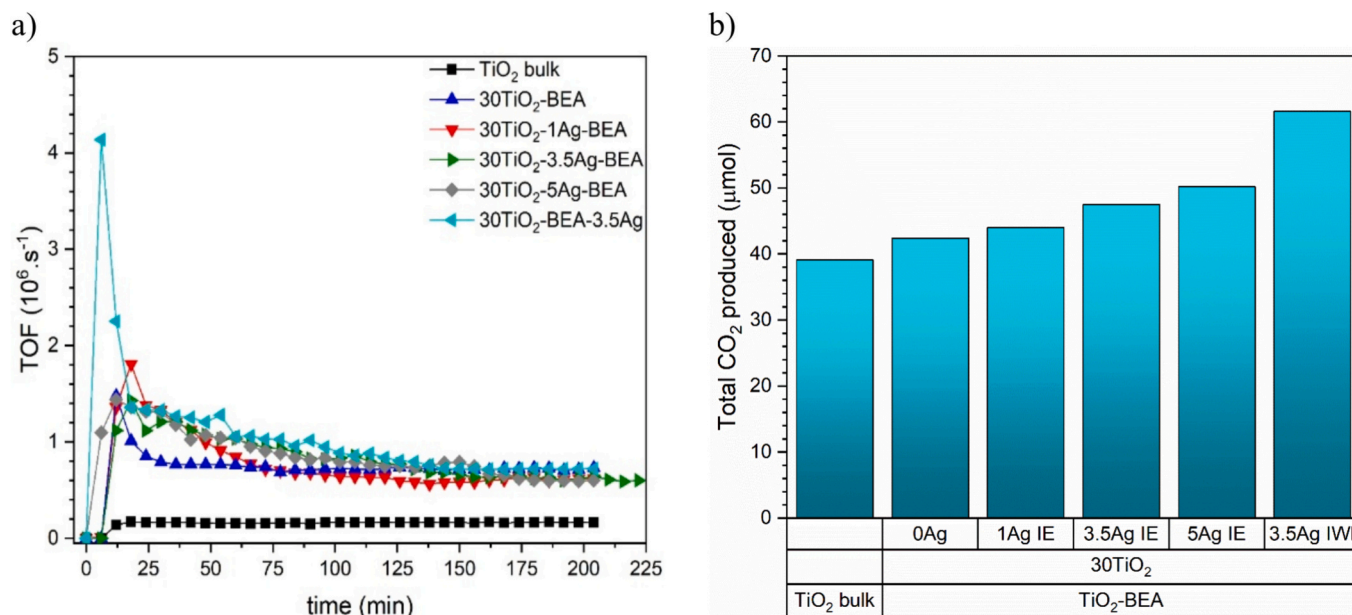 a)
TOF (10⁶.s⁻¹)
5
4
3
2
1
0
TiO₂ bulk
30TiO₂-BEA
30TiO₂-1Ag-BEA
30TiO₂-3.5Ag-BEA
30TiO₂-5Ag-BEA
30TiO₂-BEA-3.5Ag
0 25 50 75 100 125 150 175 200 225
time (min)
b)
Total CO₂ produced (μmol)
70
60
50
40
30
20
10
0
0Ag 1Ag IE 3.5Ag IE 5Ag IE 3.5Ag IWI
30TiO₂
TiO₂ bulk TiO₂-BEA